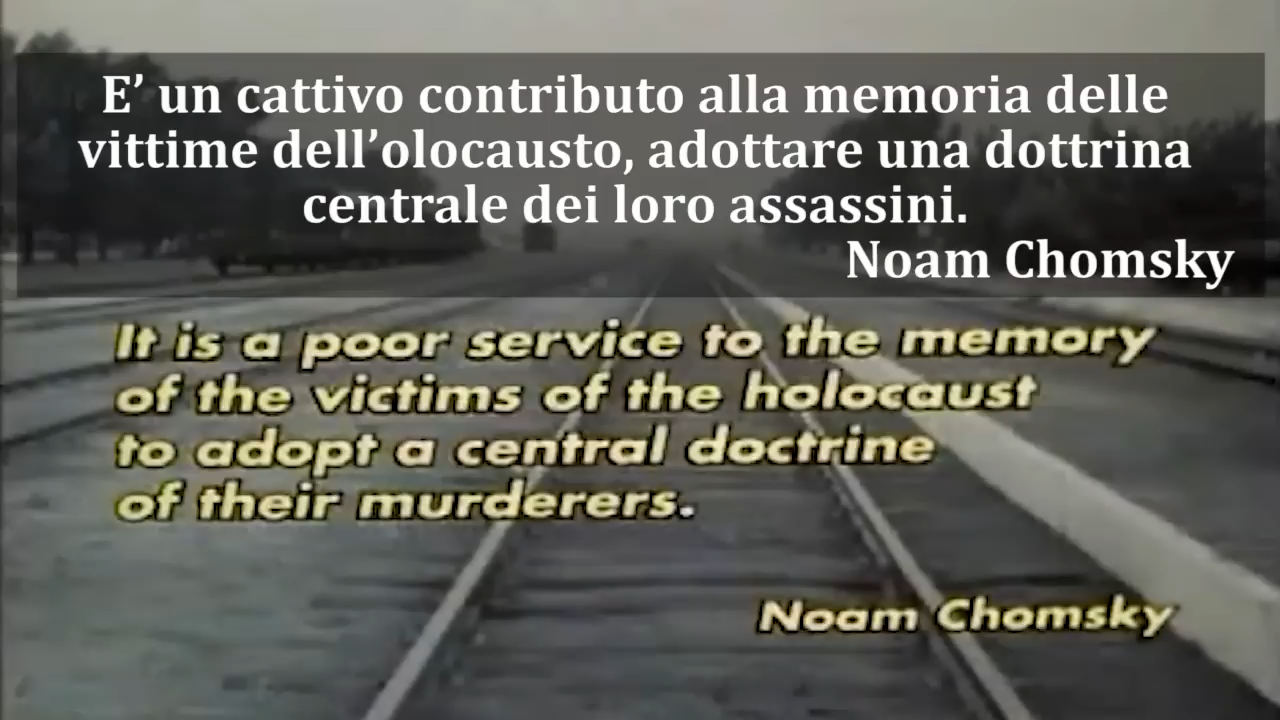 E’ un cattivo contributo alla memoria delle
vittime dell’olocausto, adottare una dottrina
centrale dei loro assassini.
Noam Chomsky
It is a poor service to the memory
of the victims of the holocaust
to adopt a central doctrine
of their murderers.
Noam Chomsky